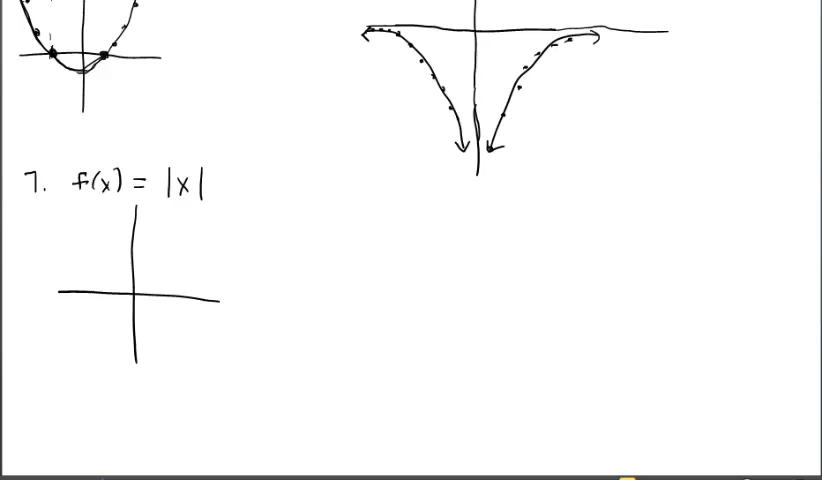 7. f(x) = |x|